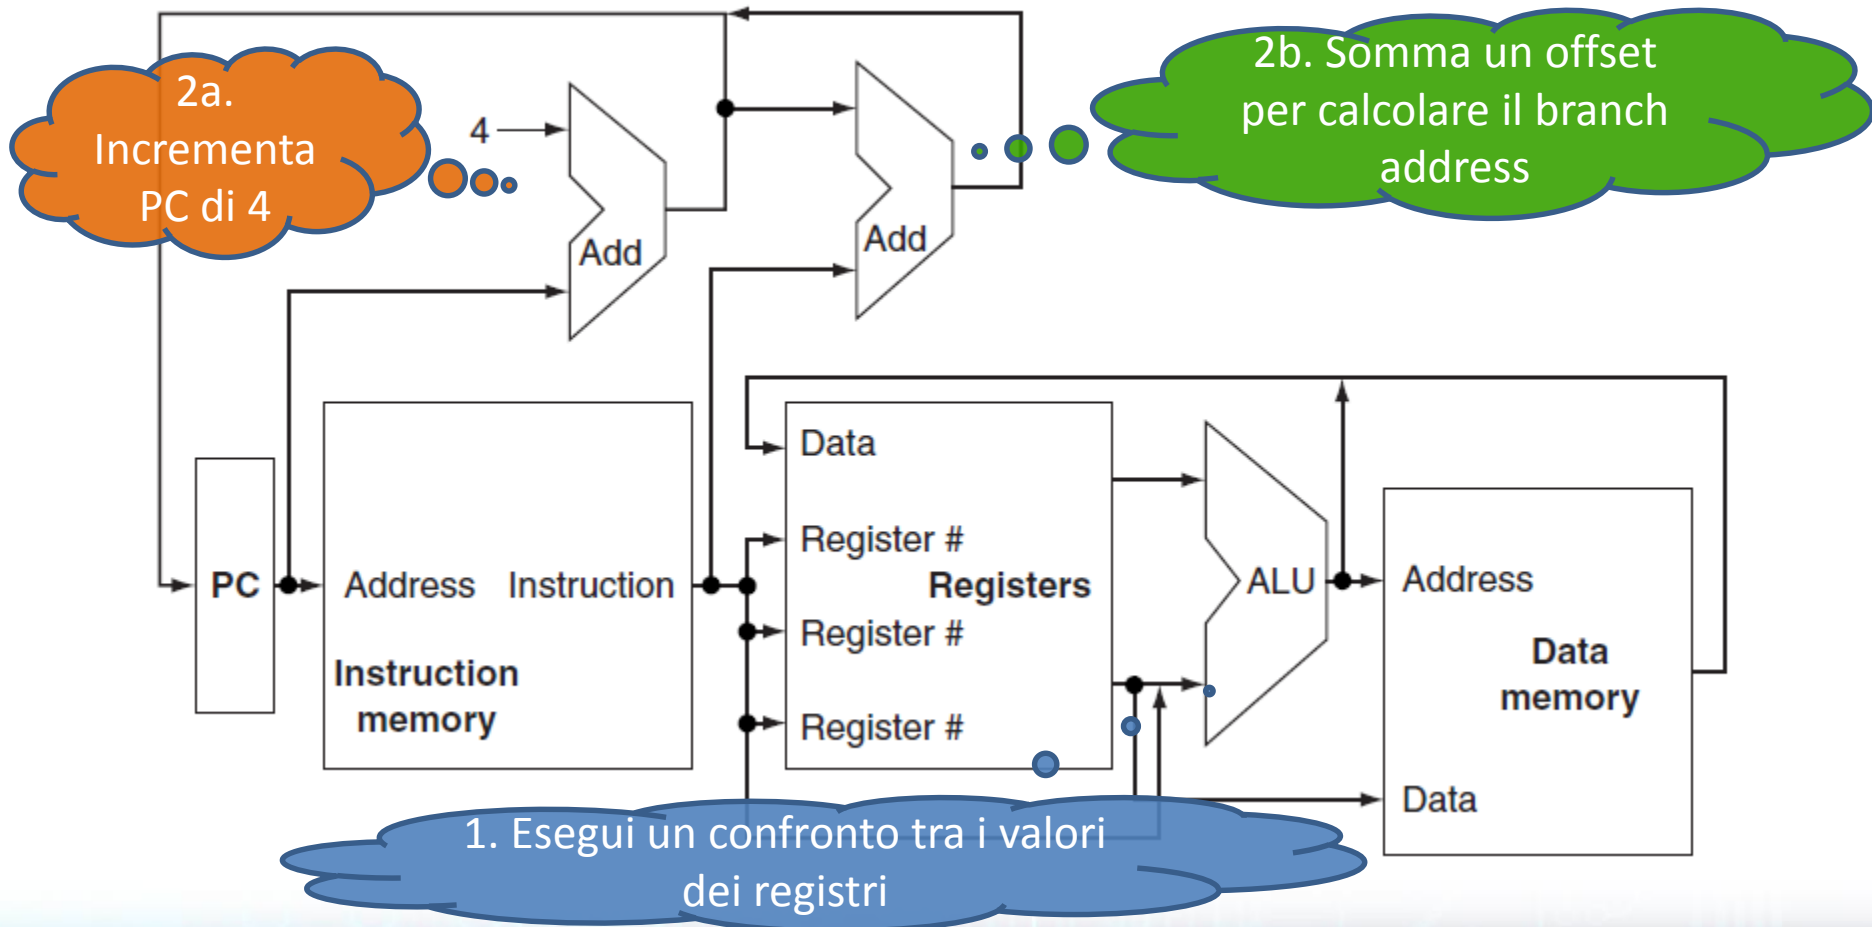 2a.
Incrementa
PC di 4
2b. Somma un offset
per calcolare il branch
address
4
Add
Add
PC
Address Instruction
Instruction
memory
Data
Register #
Registers
Register #
Register #
ALU
Address
Data
memory
Data
1. Esegui un confronto tra i valori
dei registri